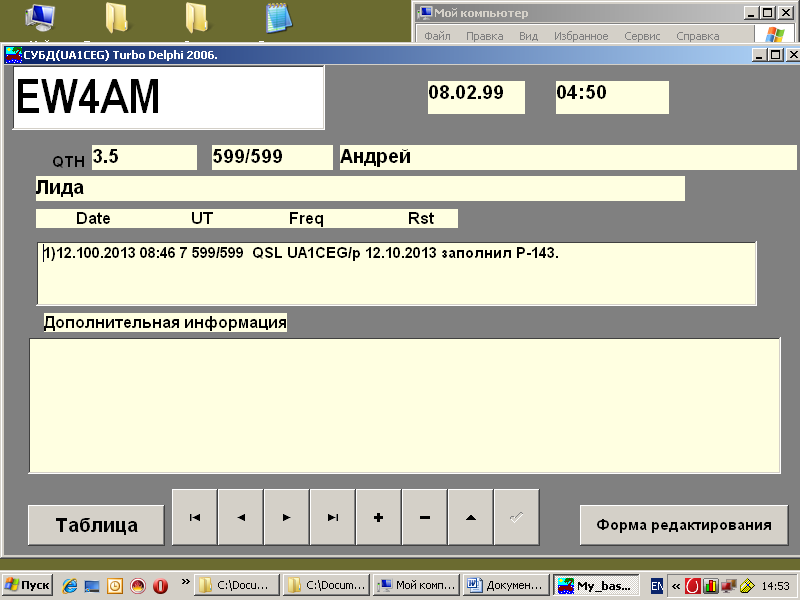 Мой компьютер
Файл Правка Вид Избранное Сервис Справка
СУБД(UA1CEG) Turbo Delphi 2006.
EW4AM
08.02.99
04:50
QTH
3.5
599/599
Андрей
Лида
Date UT Freq Rst
1)12.100.2013 08:46 7 599/599 QSL UA1CEG/p 12.10.2013 заполнил Р-143.
Дополнительная информация
Таблица
Форма редактирования
Пуск
»
C:\Docu...
C:\Docum...
Мой комп...
Докумен...
My_bas...
EN
«
14:53